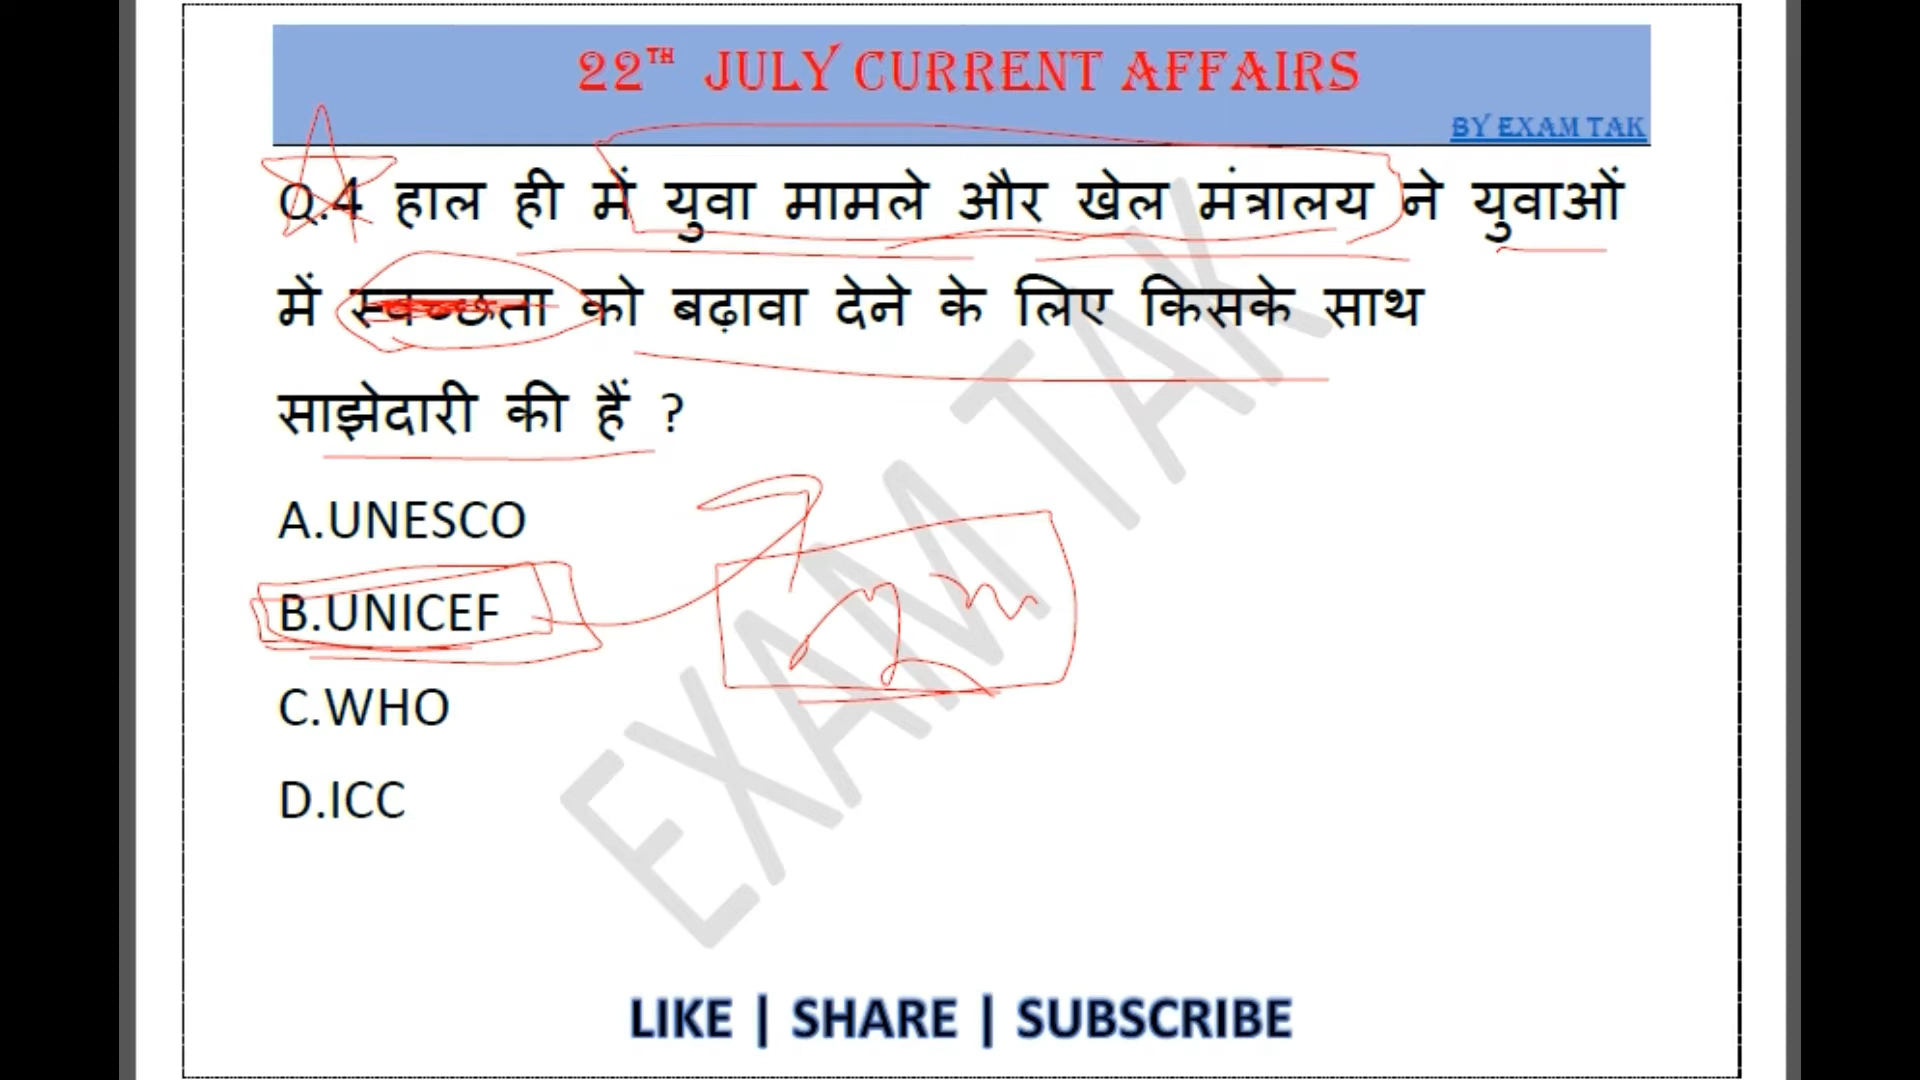 22TH JULY CURRENT AFFAIRS
BY EXAM TAK
Q.4 हाल ही में युवा मामले और खेल मंत्रालय ने युवाओं
में स्वच्छता को बढ़ावा देने के लिए किसके साथ
साझेदारी की हैं ?
A.UNESCO
B.UNICEF
C.WHO
D.ICC
EXAM TAK
LIKE | SHARE | SUBSCRIBE